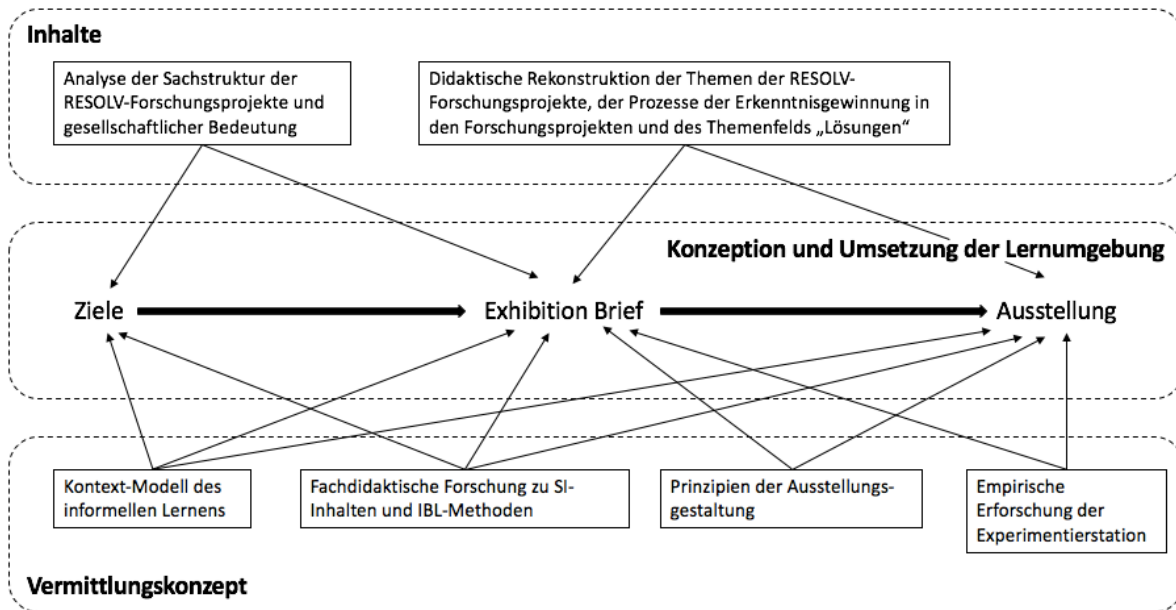 Inhalte
Analyse der Sachstruktur der
RESOLV-Forschungsprojekte und
gesellschaftlicher Bedeutung
Didaktische Rekonstruktion der Themen der RESOLV-
Forschungsprojekte, der Prozesse der Erkenntnisgewinnung in
den Forschungsprojekten und des Themenfelds „Lösungen“
Konzeption und Umsetzung der Lernumgebung
Ziele
Exhibition Brief
Ausstellung
Kontext-Modell des
informellen Lernens
Fachdidaktische Forschung zu SI-
Inhalten und IBL-Methoden
Prinzipien der Ausstellungs-
gestaltung
Empirische
Erforschung der
Experimentierstation
Vermittlungskonzept